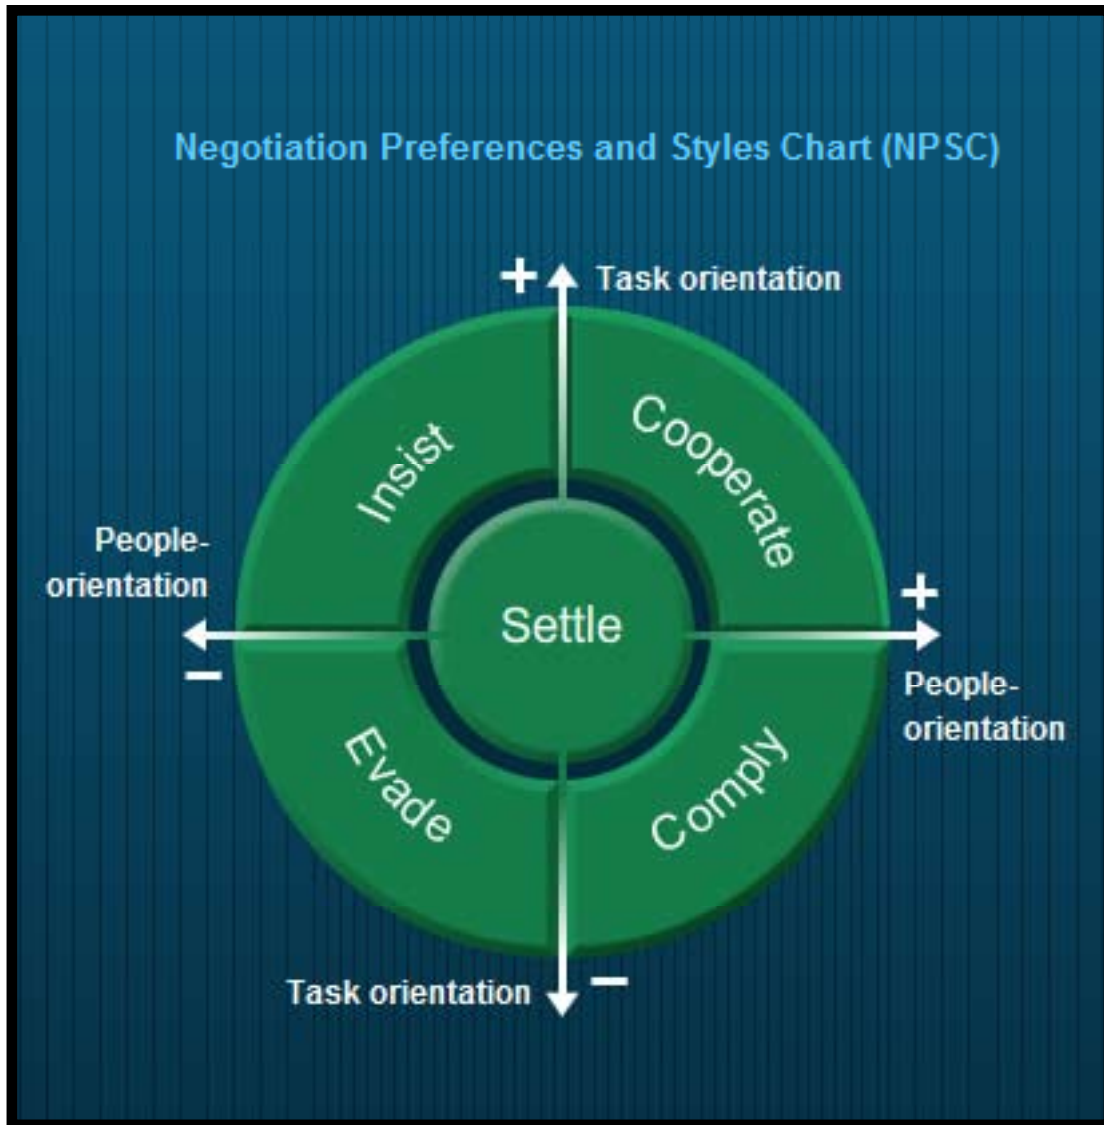 Negotiation Preferences and Styles Chart (NPSC)
+ Task orientation
Insist
Cooperate
People-
orientation
−
Settle
+
People-
orientation
Evade
Comply
Task orientation −